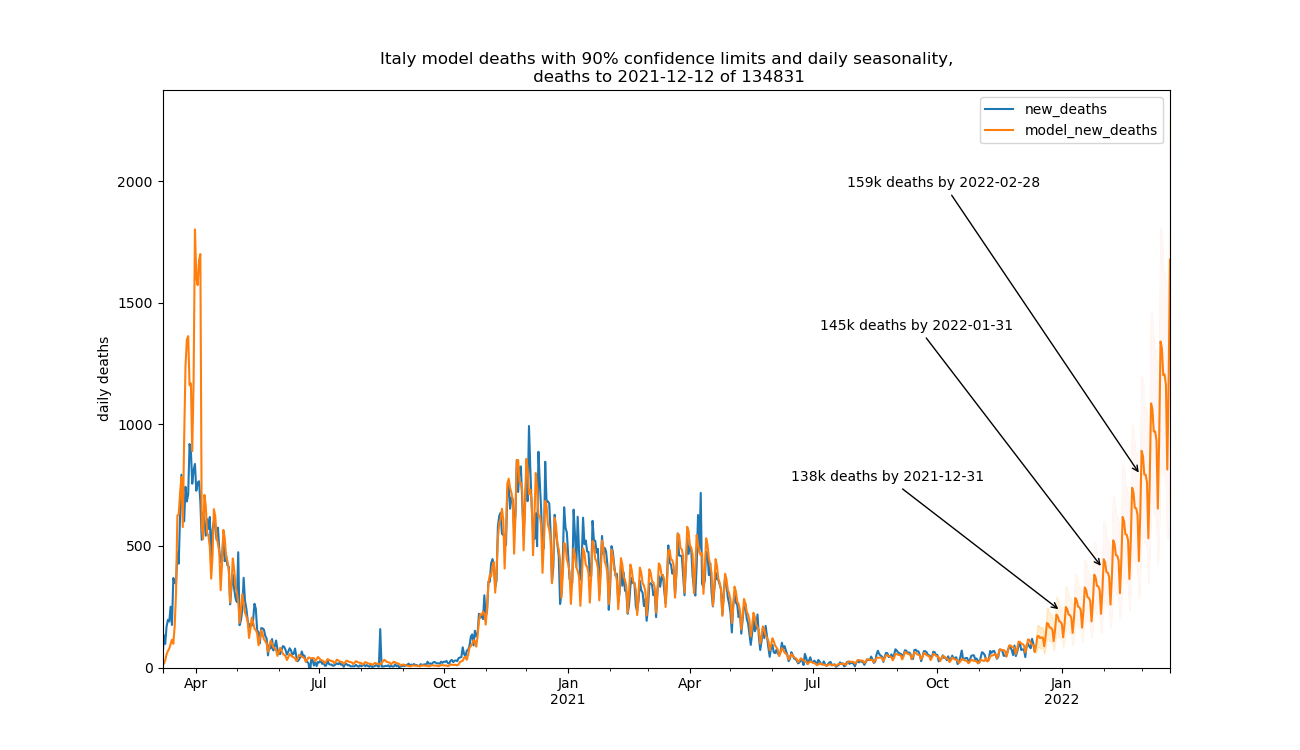 Italy model deaths with 90% confidence limits and daily seasonality,
deaths to 2021-12-12 of 134831
new_deaths
model_new_deaths
159k deaths by 2022-02-28
145k deaths by 2022-01-31
138k deaths by 2021-12-31
daily deaths
2000
1500
1000
500
0
Apr
Jul
Oct
Jan
2021
Apr
Jul
Oct
Jan
2022